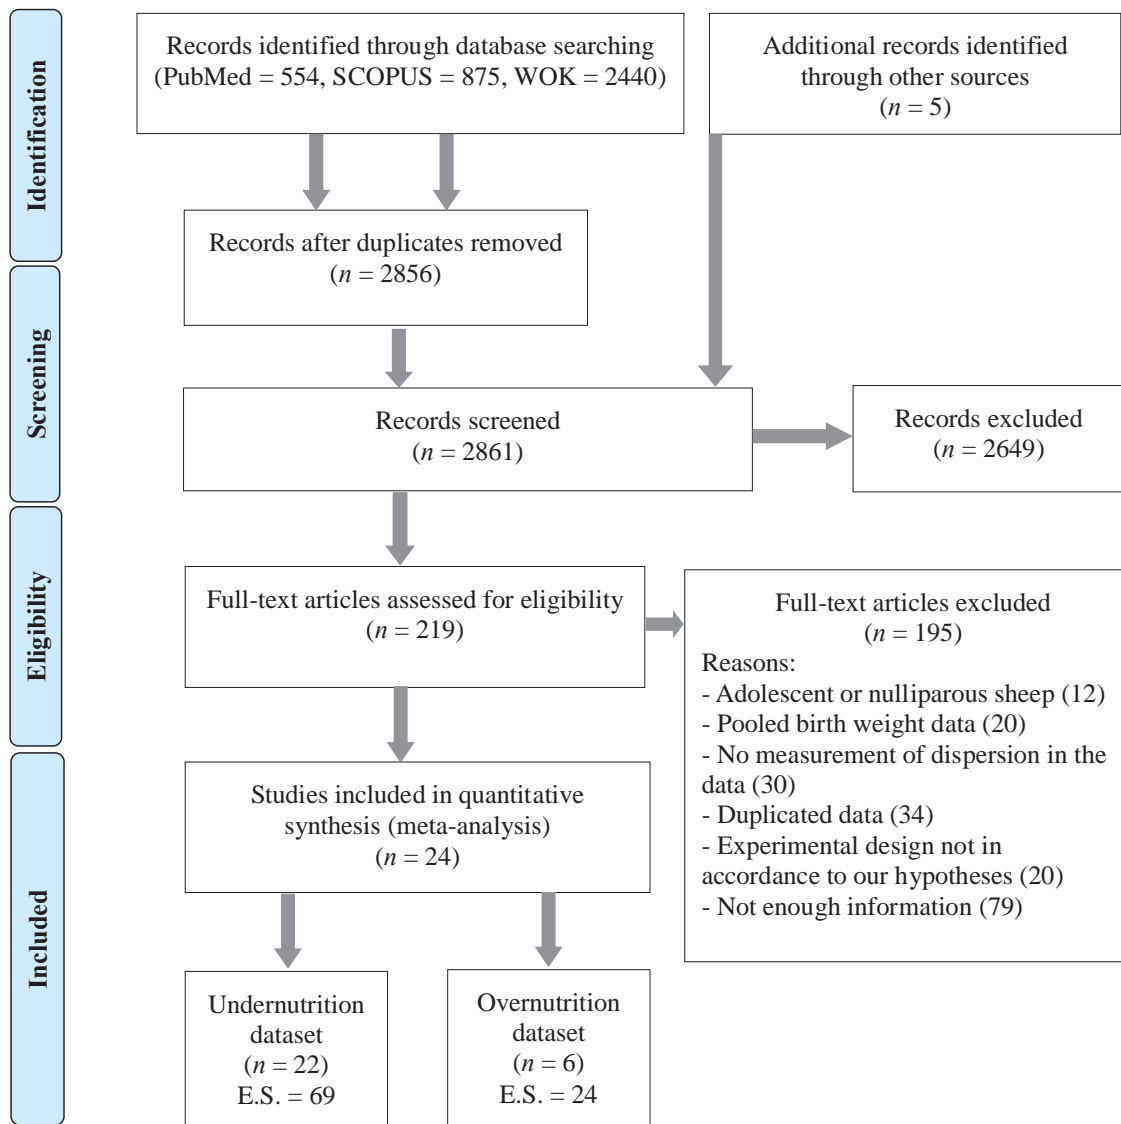 Identification
Records identified through database searching
(PubMed = 554, SCOPUS = 875, WOK = 2440)
Additional records identified
through other sources
(n = 5)
Records after duplicates removed
(n = 2856)
Screening
Records screened
(n = 2861)
Records excluded
(n = 2649)
Eligibility
Full-text articles assessed for eligibility
(n = 219)
Full-text articles excluded
(n = 195)
Reasons:
- Adolescent or nulliparous sheep (12)
- Pooled birth weight data (20)
- No measurement of dispersion in the
data (30)
- Duplicated data (34)
- Experimental design not in
accordance to our hypotheses (20)
- Not enough information (79)
Included
Studies included in quantitative
synthesis (meta-analysis)
(n = 24)
Undernutrition
dataset
(n = 22)
E.S. = 69
Overnutrition
dataset
(n = 6)
E.S. = 24